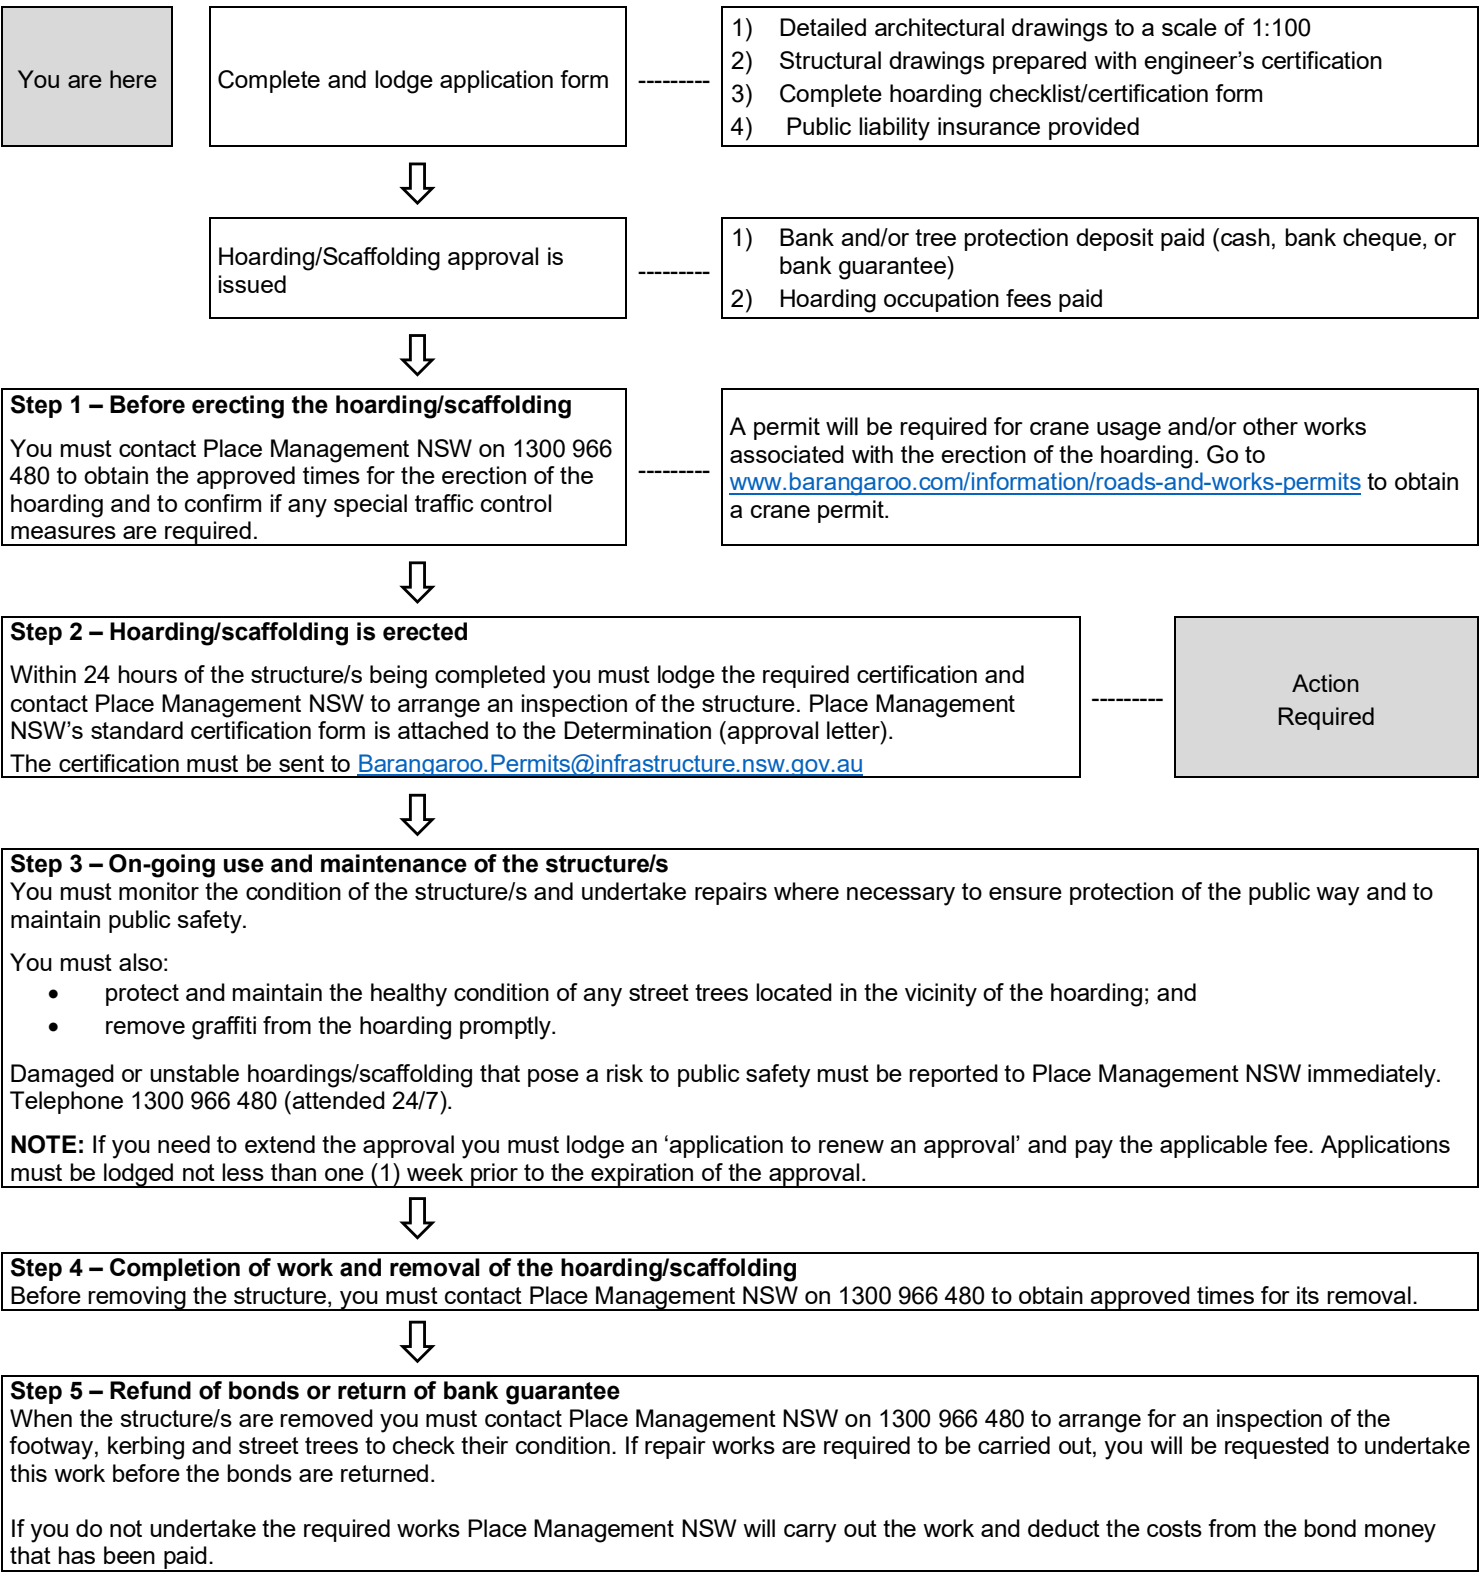 You are here
Complete and lodge application form
---------
1) Detailed architectural drawings to a scale of 1:100
2) Structural drawings prepared with engineer’s certification
3) Complete hoarding checklist/certification form
4) Public liability insurance provided
Hoarding/Scaffolding approval is
issued
---------
1) Bank and/or tree protection deposit paid (cash, bank cheque, or
bank guarantee)
2) Hoarding occupation fees paid
Step 1 – Before erecting the hoarding/scaffolding
You must contact Place Management NSW on 1300 966
480 to obtain the approved times for the erection of the
hoarding and to confirm if any special traffic control
measures are required.
---------
A permit will be required for crane usage and/or other works
associated with the erection of the hoarding. Go to
www.barangaroo.com/information/roads-and-works-permits to obtain
a crane permit.
Step 2 – Hoarding/scaffolding is erected
Within 24 hours of the structure/s being completed you must lodge the required certification and
contact Place Management NSW to arrange an inspection of the structure. Place Management
NSW’s standard certification form is attached to the Determination (approval letter).
The certification must be sent to Barangaroo.Permits@infrastructure.nsw.gov.au
---------
Action
Required
Step 3 – On-going use and maintenance of the structure/s
You must monitor the condition of the structure/s and undertake repairs where necessary to ensure protection of the public way and to
maintain public safety.
You must also:
• protect and maintain the healthy condition of any street trees located in the vicinity of the hoarding; and
• remove graffiti from the hoarding promptly.
Damaged or unstable hoardings/scaffolding that pose a risk to public safety must be reported to Place Management NSW immediately.
Telephone 1300 966 480 (attended 24/7).
NOTE: If you need to extend the approval you must lodge an ‘application to renew an approval’ and pay the applicable fee. Applications
must be lodged not less than one (1) week prior to the expiration of the approval.
Step 4 – Completion of work and removal of the hoarding/scaffolding
Before removing the structure, you must contact Place Management NSW on 1300 966 480 to obtain approved times for its removal.
Step 5 – Refund of bonds or return of bank guarantee
When the structure/s are removed you must contact Place Management NSW on 1300 966 480 to arrange for an inspection of the
footway, kerbing and street trees to check their condition. If repair works are required to be carried out, you will be requested to undertake
this work before the bonds are returned.
If you do not undertake the required works Place Management NSW will carry out the work and deduct the costs from the bond money
that has been paid.